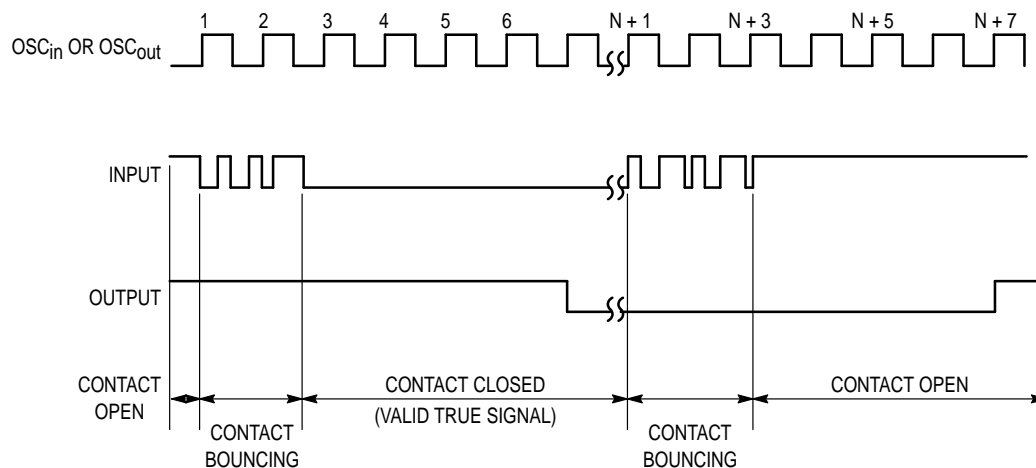 1 2 3 4 5 6 N + 1 N + 3 N + 5 N + 7
OSCin OR OSCout
INPUT
OUTPUT
CONTACT
OPEN
CONTACT
BOUNCING
CONTACT CLOSED
(VALID TRUE SIGNAL)
CONTACT
BOUNCING
CONTACT OPEN